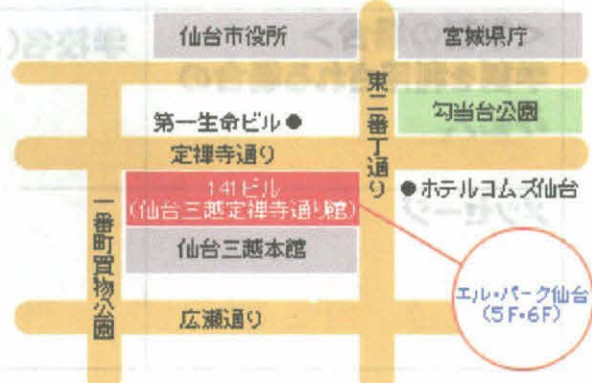 仙台市役所
宮城県庁
東二番丁通り
勾当台公園
第一生命ビル●
定禅寺通り
141ビル
(仙台三越定禅寺通り館)
●ホテルコムズ仙台
仙台三越本館
一番町買物公園
エル・パーク仙台
(5F・6F)
広瀬通り